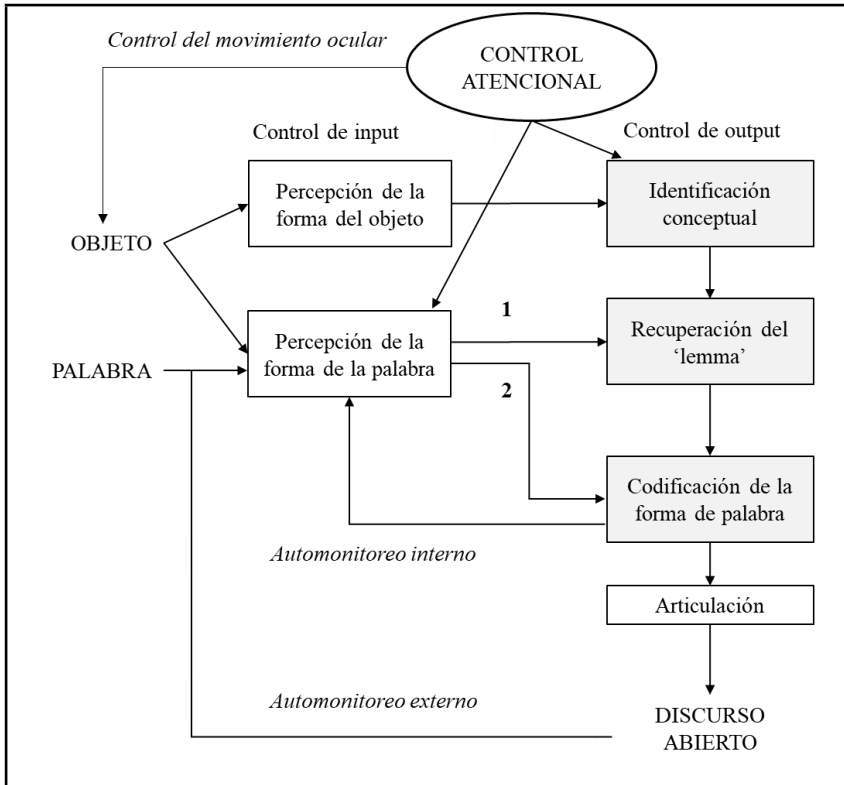 Control del movimiento ocular
CONTROL
ATENCIONAL
Control de input
Control de output
Percepción de la
forma del objeto
Identificación
conceptual
OBJETO
Percepción de la
forma de la palabra
1
Recuperación del
‘lemma’
PALABRA
2
Codificación de la
forma de palabra
Automonitoreo interno
Articulación
Automonitoreo externo
DISCURSO
ABIERTO